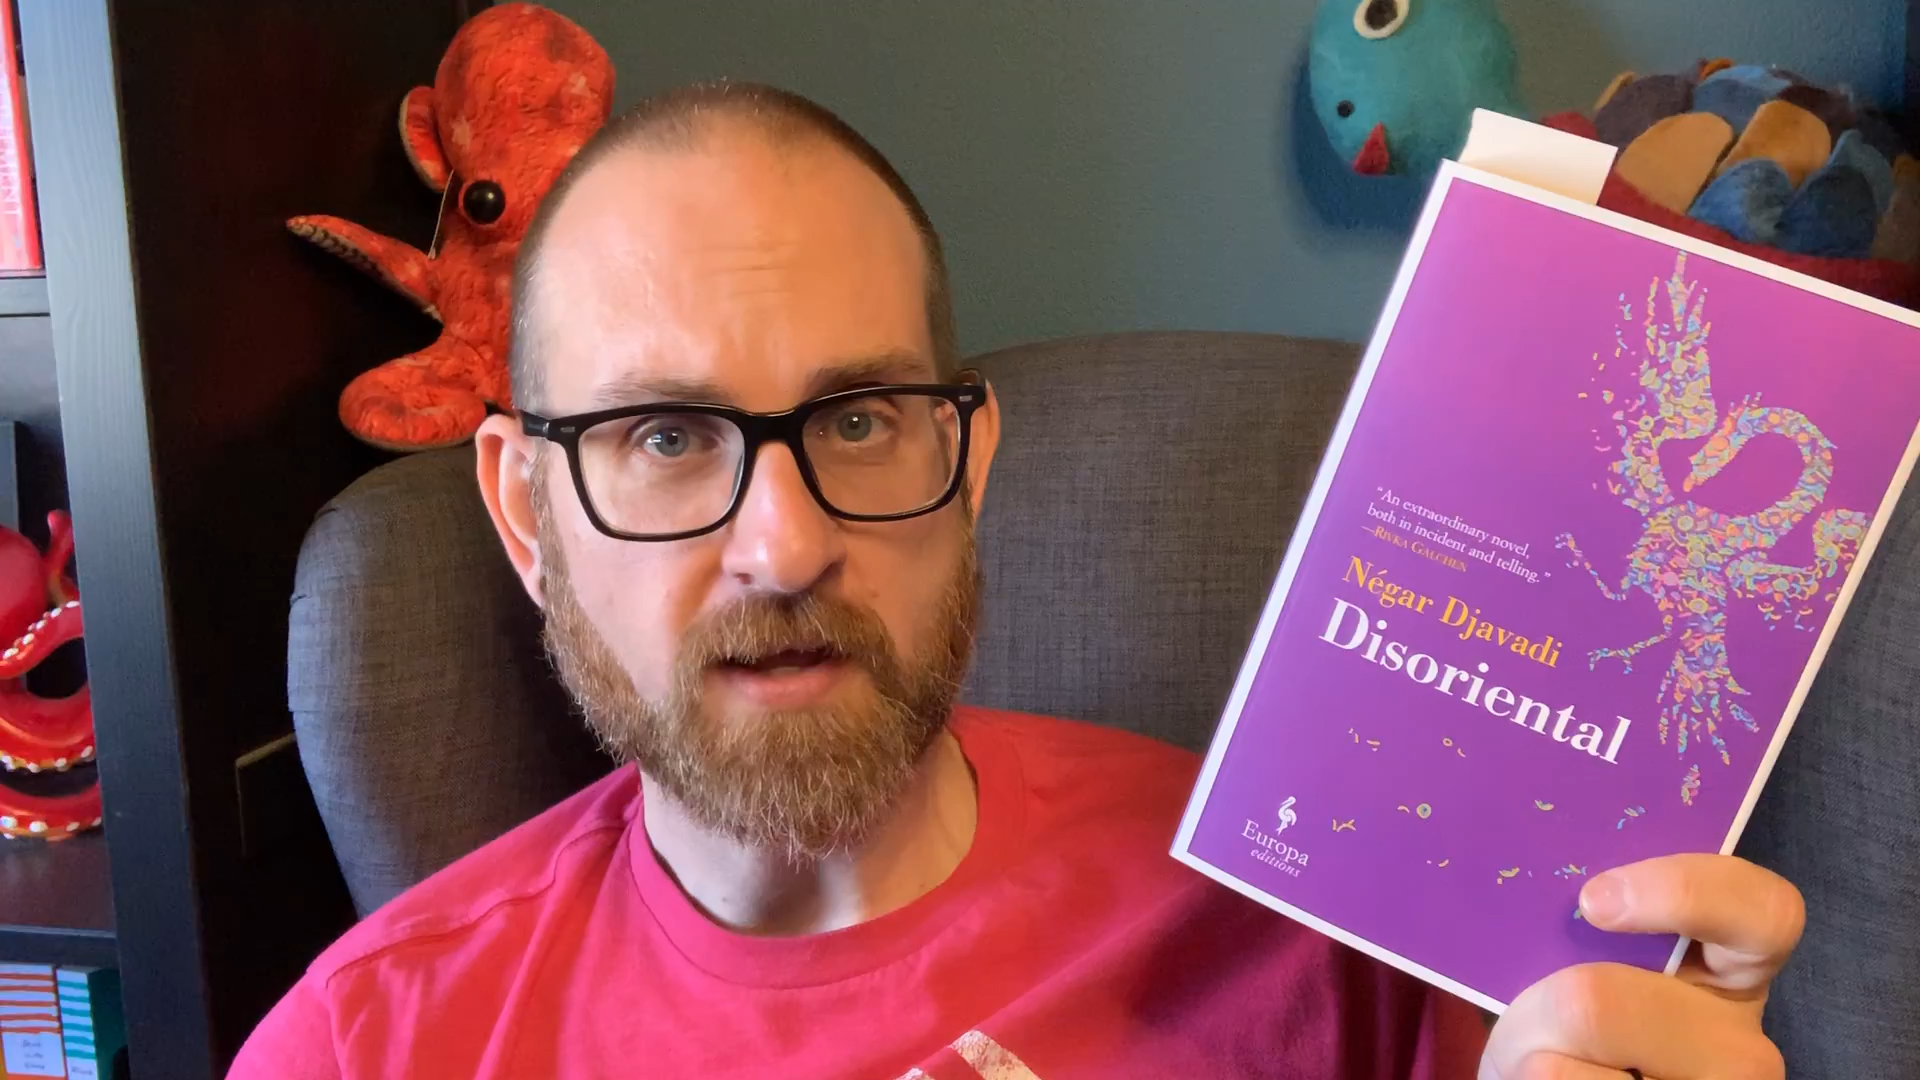 “An extraordinary novel,
both in incident and telling.”
—RIVKA GALCHEN
Négar Djavadi
Disoriental
Europa
editions